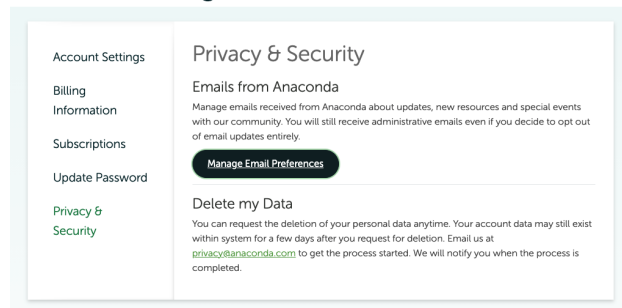 Account Settings
Billing
Information
Subscriptions
Update Password
Privacy &
Security
Privacy & Security
Emails from Anaconda
Manage emails received from Anaconda about updates, new resources and special events
with our community. You will still receive administrative emails even if you decide to opt out
of email updates entirely.
Manage Email Preferences
Delete my Data
You can request the deletion of your personal data anytime. Your account data may still exist
within system for a few days after you request for deletion. Email us at
privacy@anaconda.com to get the process started. We will notify you when the process is
completed.